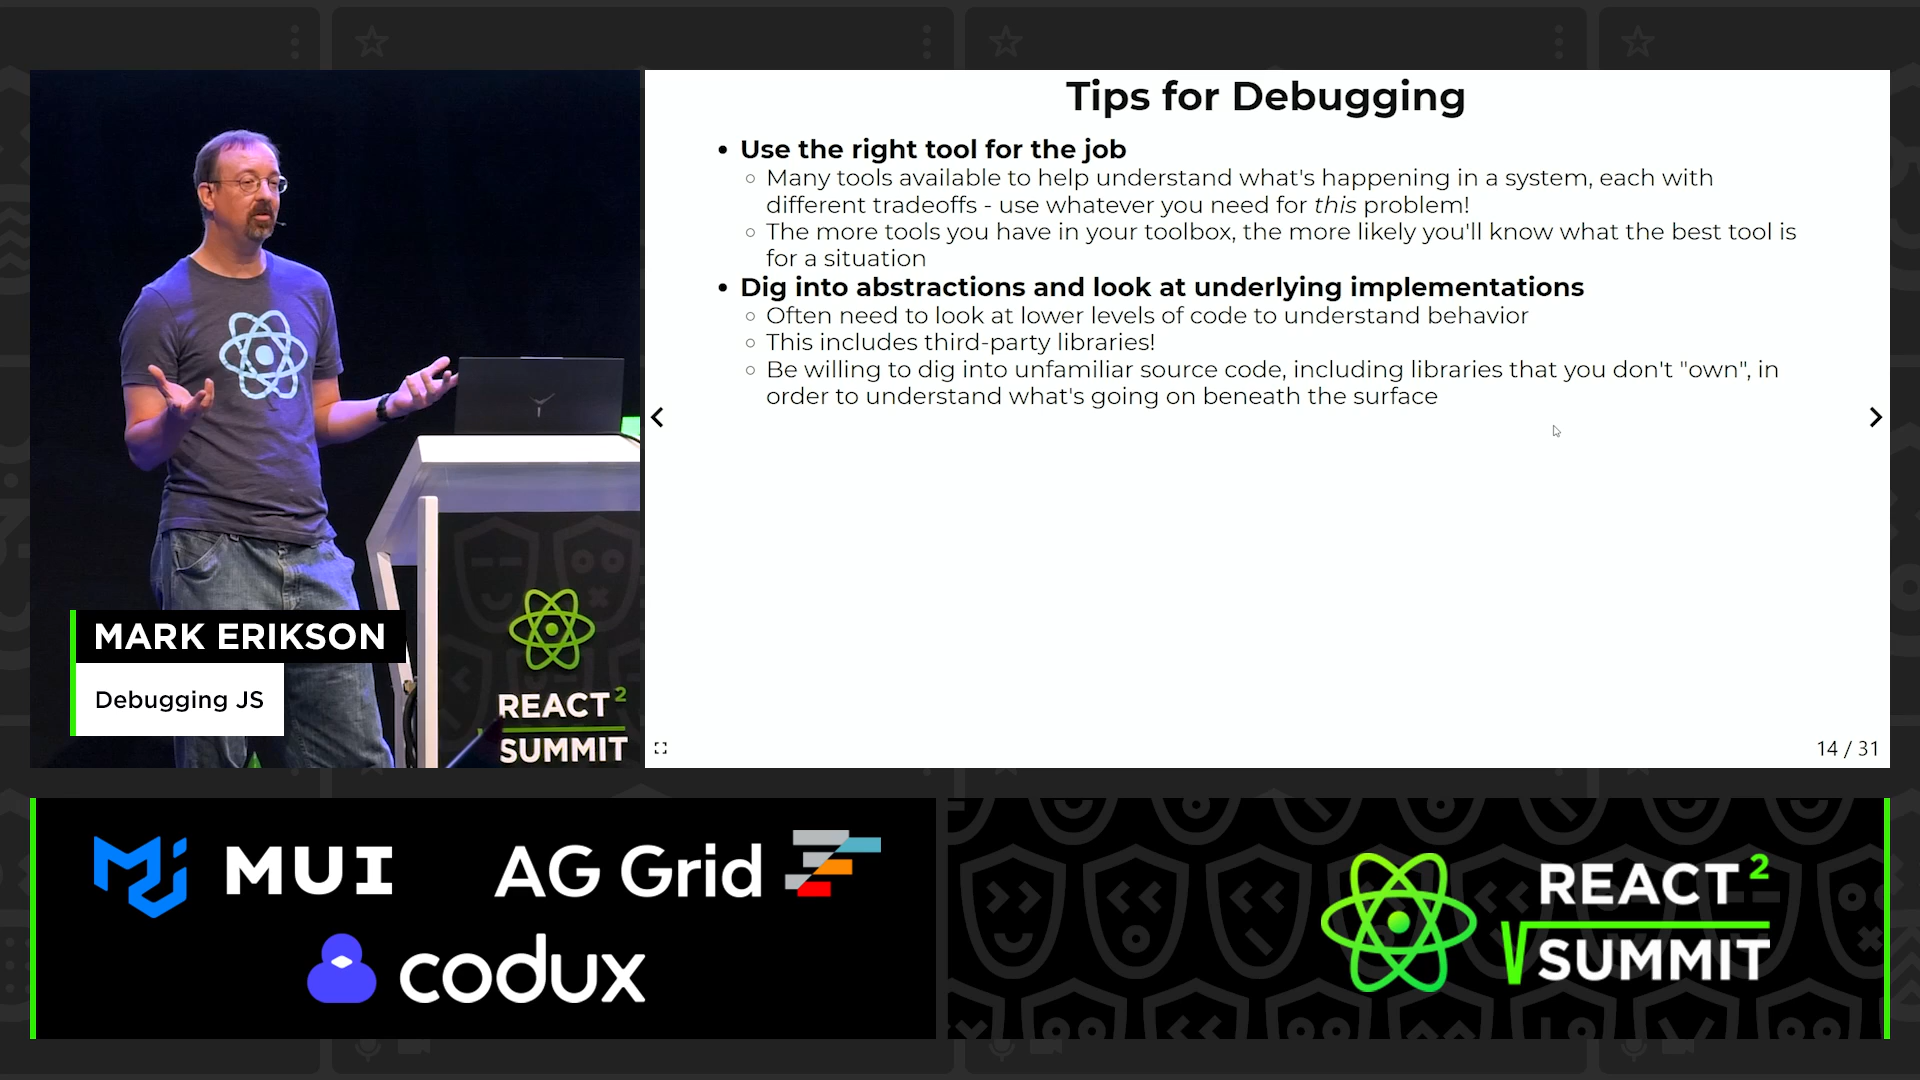 Tips for Debugging
• Use the right tool for the job
○ Many tools available to help understand what's happening in a system, each with
different tradeoffs - use whatever you need for this problem!
○ The more tools you have in your toolbox, the more likely you'll know what the best tool is
for a situation
• Dig into abstractions and look at underlying implementations
○ Often need to look at lower levels of code to understand behavior
○ This includes third-party libraries!
○ Be willing to dig into unfamiliar source code, including libraries that you don't "own", in
order to understand what's going on beneath the surface
14 / 31
MARK ERIKSON
Debugging JS
REACT 2
SUMMIT
MUI
AG Grid
codux
REACT 2
SUMMIT